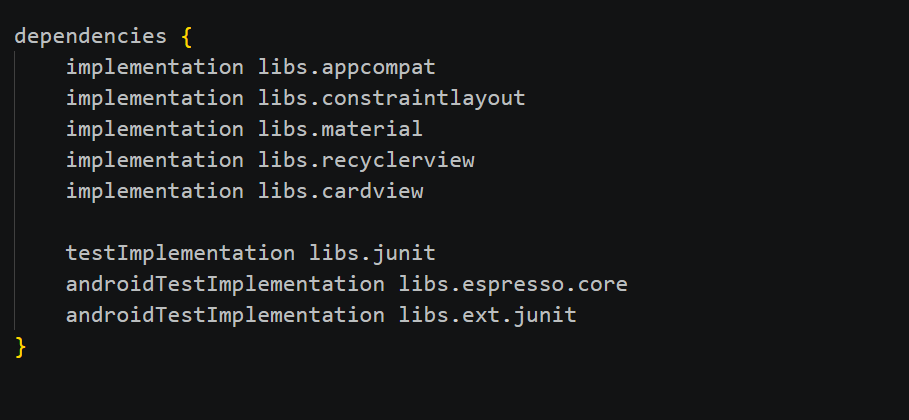 dependencies {
    implementation libs.appcompat
    implementation libs.constraintlayout
    implementation libs.material
    implementation libs.recyclerview
    implementation libs.cardview

    testImplementation libs.junit
    androidTestImplementation libs.espresso.core
    androidTestImplementation libs.ext.junit
}